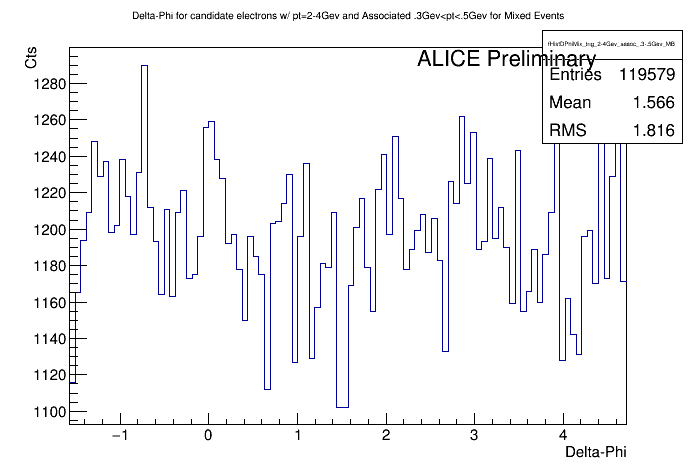 Delta-Phi for candidate electrons w/ pt=2-4Gev and Associated .3Gev<pt<.5Gev for Mixed Events
Cts
ALICE Preliminary
fHistDPhiMix_trig_2-4Gev_assoc_.3-.5Gev_MB
Entries 119579
Mean 1.566
RMS 1.816
1280
1260
1240
1220
1200
1180
1160
1140
1120
1100
−1 0 1 2 3 4
Delta-Phi